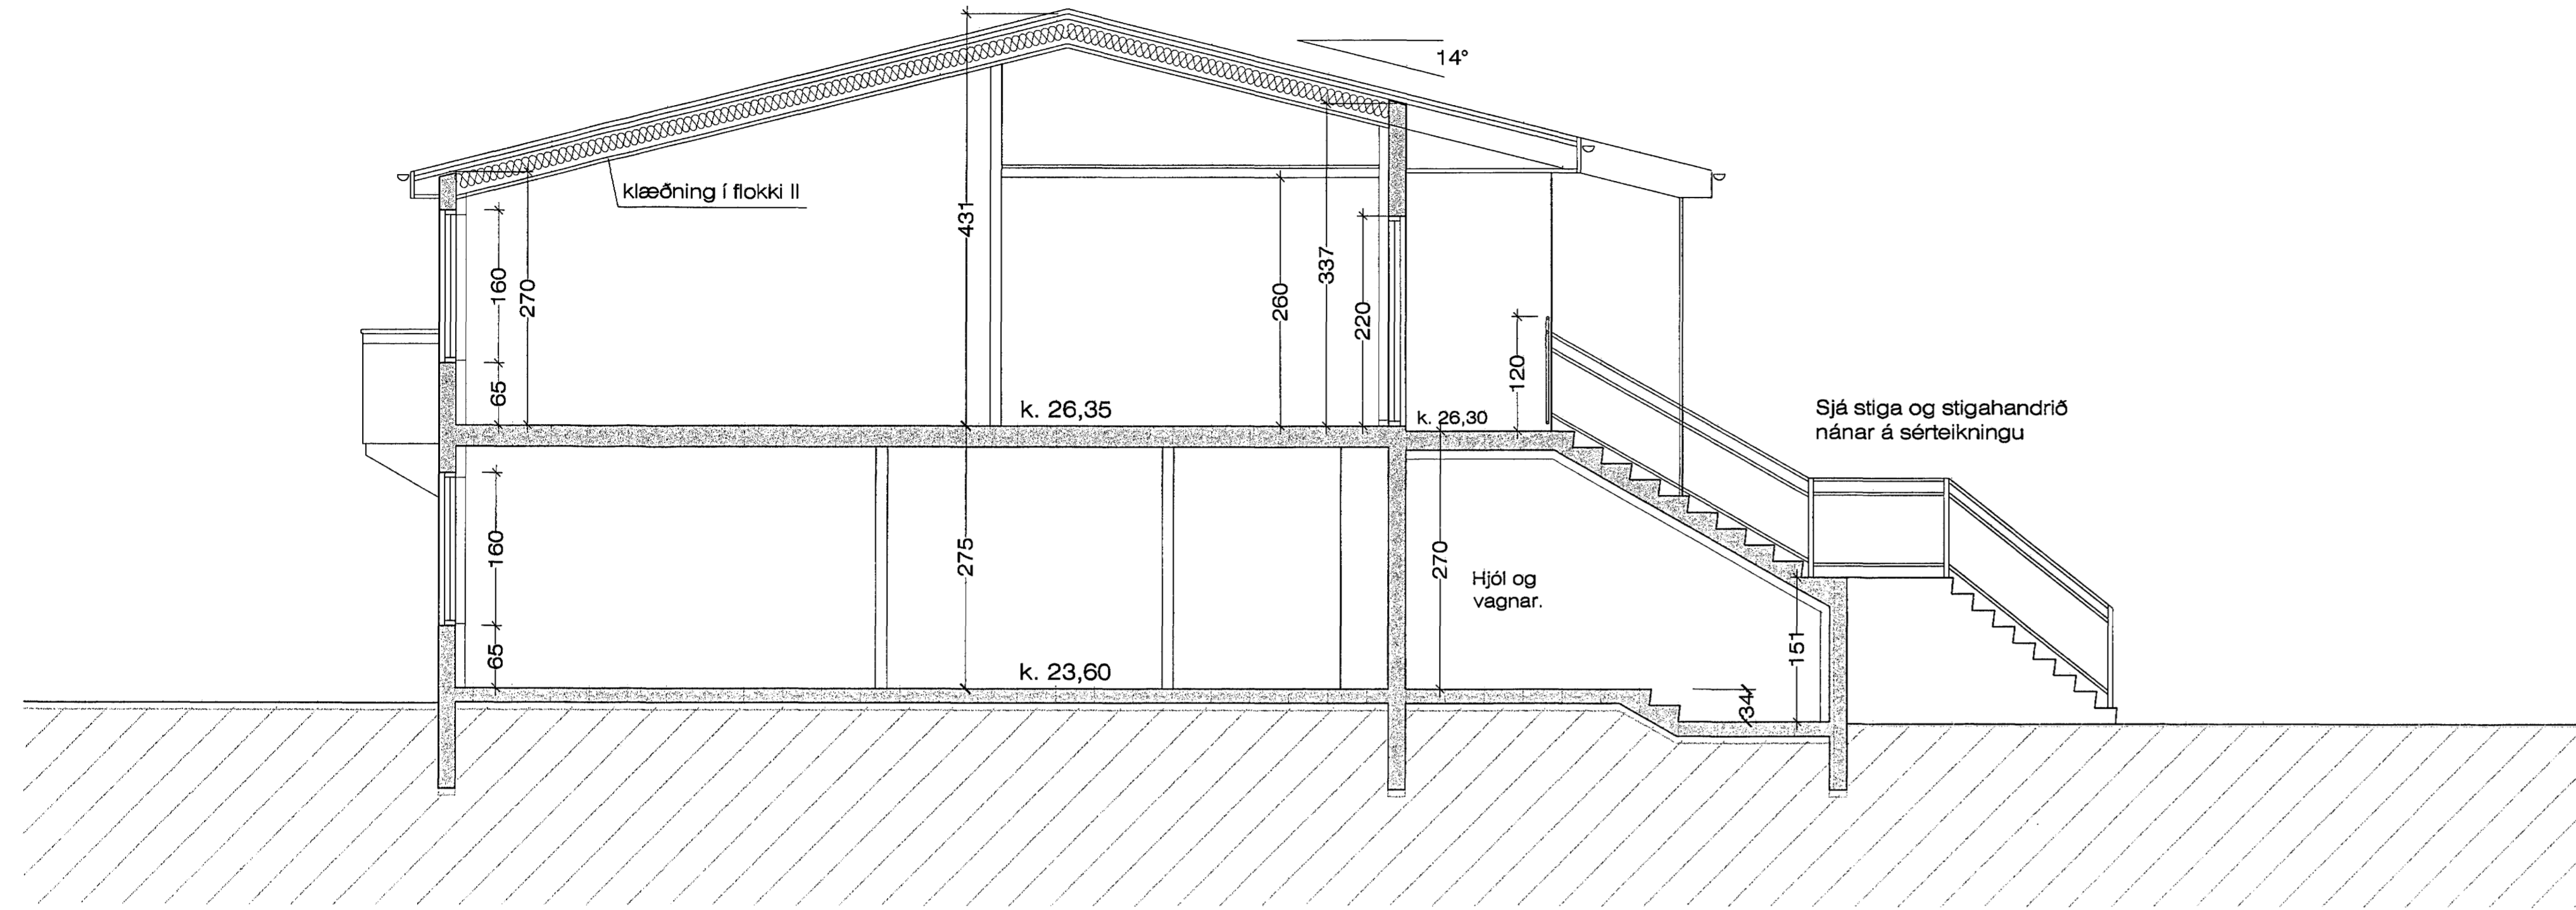 14°
klæðning í flokki II
431
160
270
337
260
220
120
65
k. 26,35
k. 26,30
Sjá stiga og stigahandrið
nánar á sérteikningu
160
275
270
Hjól og
vagnar.
65
151
k. 23,60
34